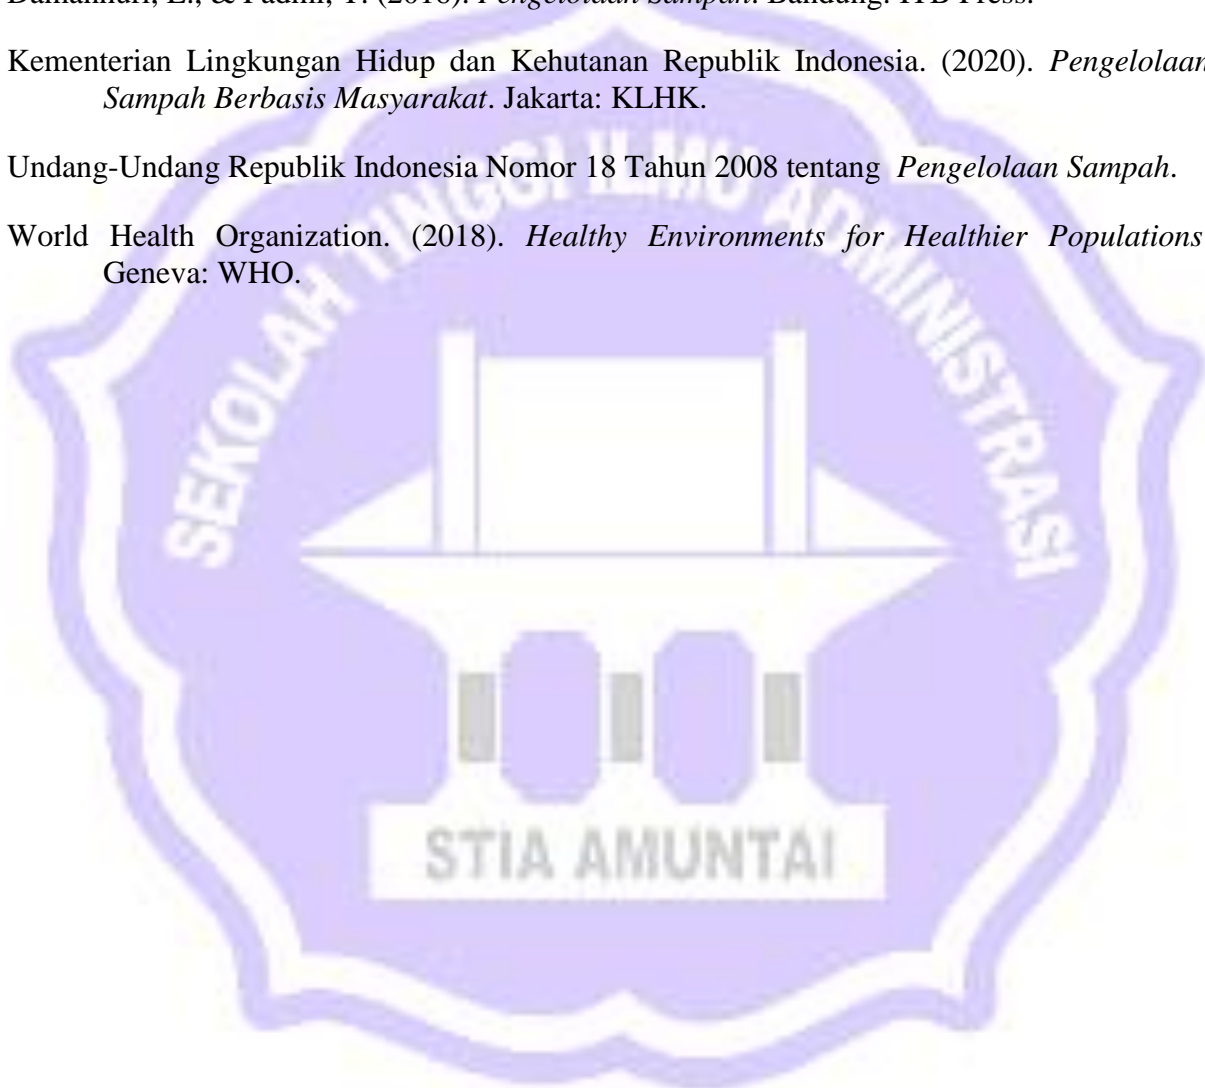 Kementerian Lingkungan Hidup dan Kehutanan Republik Indonesia. (2020). Pengelolaan
Sampah Berbasis Masyarakat. Jakarta: KLHK.
Undang-Undang Republik Indonesia Nomor 18 Tahun 2008 tentang Pengelolaan Sampah.
World Health Organization. (2018). Healthy Environments for Healthier Populations
Geneva: WHO.
SEKOLAH TINGGI ILMU ADMINISTRASI
STIA AMUNTAI